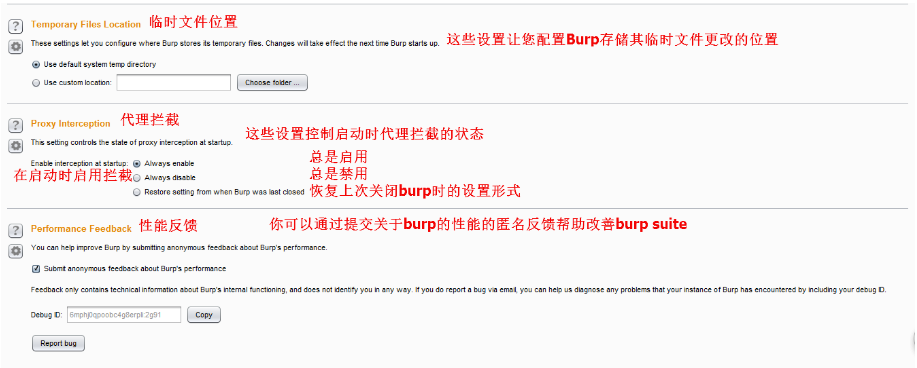 Temporary Files Location 临时文件位置
These settings let you configure where Burp stores its temporary files. Changes will take effect the next time Burp starts up. 这些设置让您配置Burp存储其临时文件更改的位置
Use default system temp directory
Use custom location: Choose folder ...
Proxy Interception 代理拦截
This setting controls the state of proxy interception at startup. 这些设置控制启动时代理拦截的状态
Enable interception at startup: Always enable 总是启用
在启动时启用拦截 Always disable 总是禁用
Restore setting from when Burp was last closed 恢复上次关闭burp时的设置形式
Performance Feedback 性能反馈 你可以通过提交关于burp的性能的匿名反馈帮助改善burp suite
You can help improve Burp by submitting anonymous feedback about Burp's performance.
Submit anonymous feedback about Burp's performance
Feedback only contains technical information about Burp's internal functioning, and does not identify you in any way. If you do report a bug via email, you can help us diagnose any problems that your instance of Burp has encountered by including your debug ID.
Debug ID: Copy
Report bug